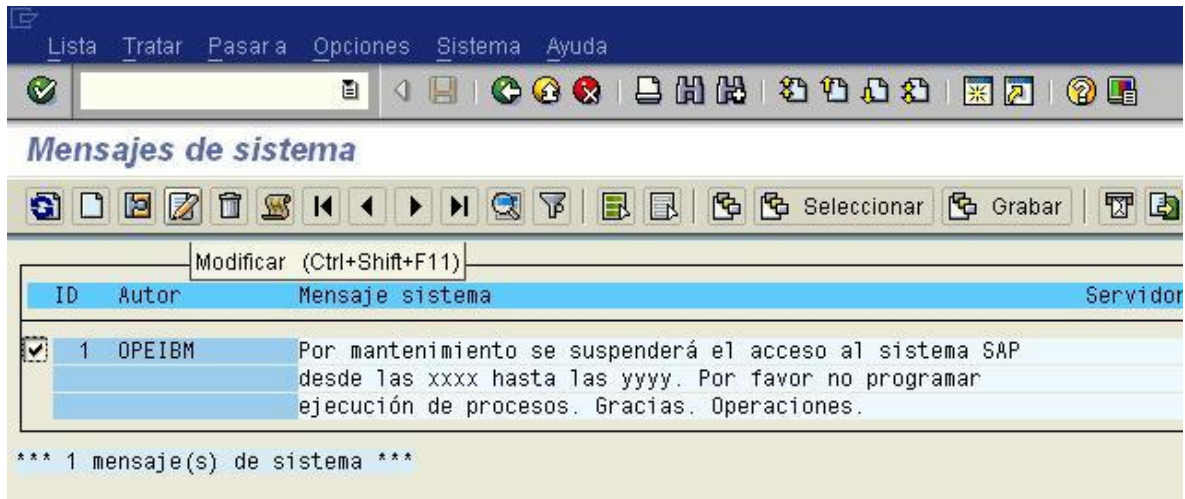 Lista Tratar Pasar a Opciones Sistema Ayuda
Mensajes de sistema
Seleccionar Grabar
Modificar (Ctrl+Shift+F11)
ID Autor Mensaje sistema Servidor
1 OPEIBM Por mantenimiento se suspenderá el acceso al sistema SAP
desde las xxxx hasta las yyyy. Por favor no programar
ejecución de procesos. Gracias. Operaciones.
*** 1 mensaje(s) de sistema ***